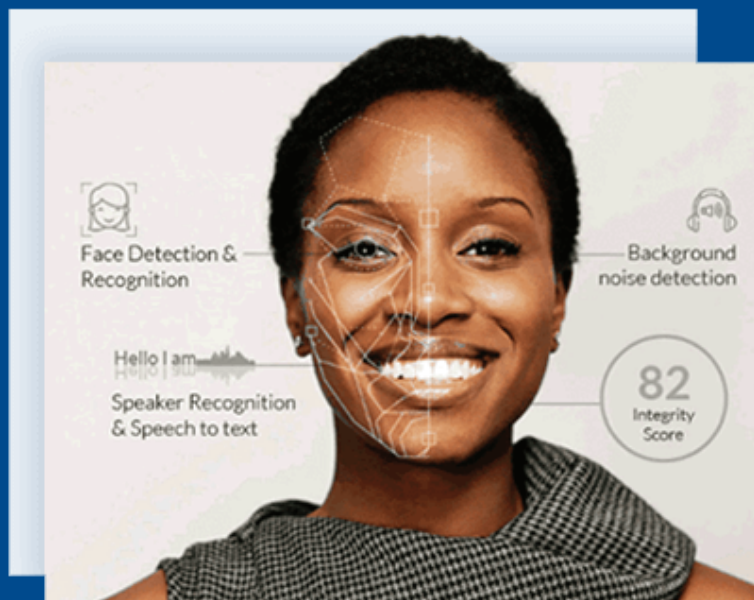 Face Detection &
Recognition
Background
noise detection
Hello I am
Speaker Recognition
& Speech to text
82
Integrity
Score